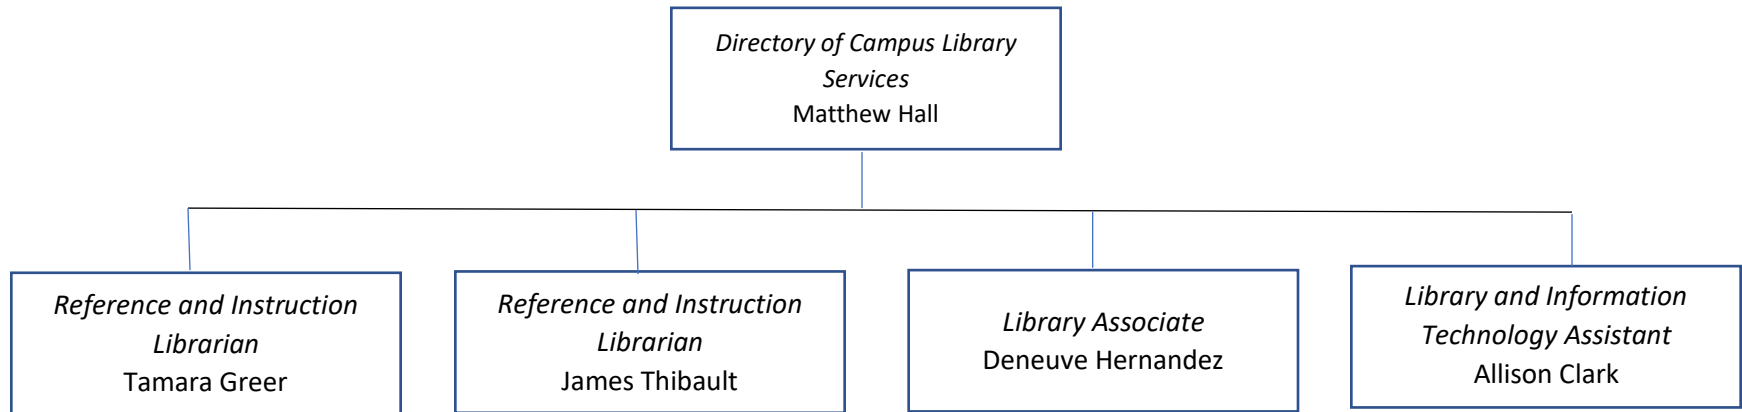 Directory of Campus Library
Services
Matthew Hall
Reference and Instruction
Librarian
Tamara Greer
Reference and Instruction
Librarian
James Thibault
Library Associate
Deneuve Hernandez
Library and Information
Technology Assistant
Allison Clark